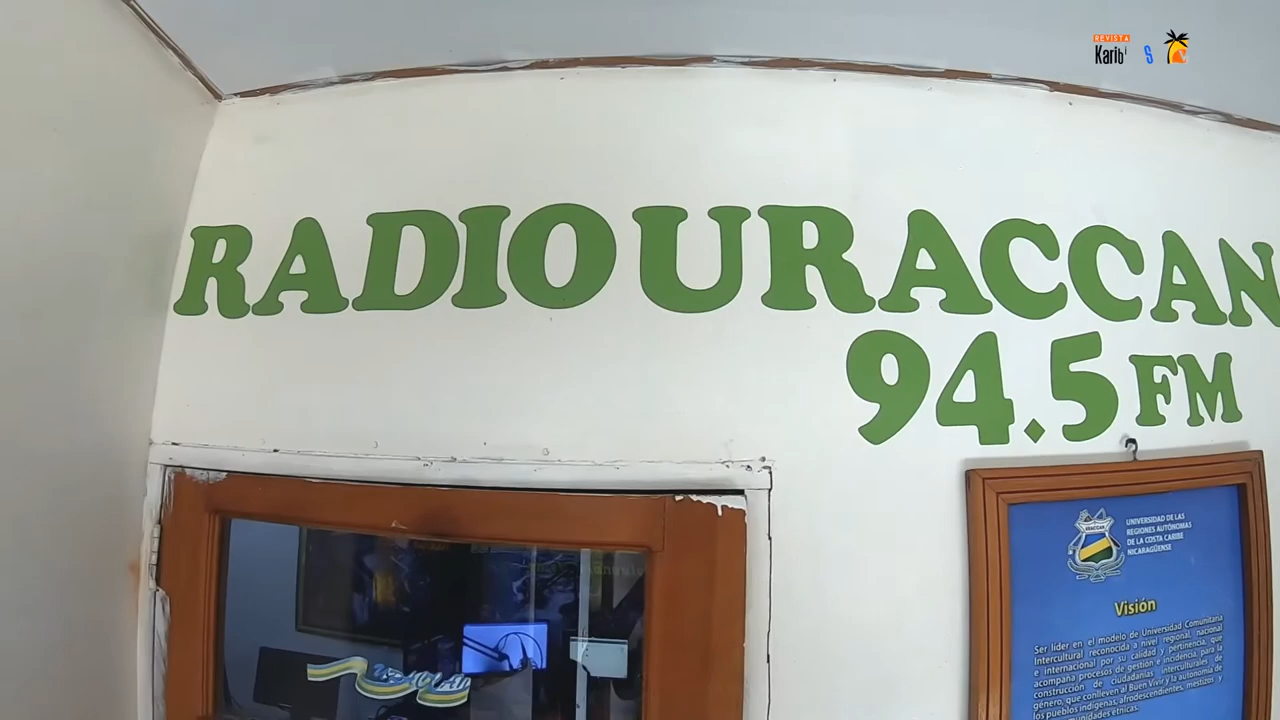 REVISTA
Karib
S
RADIO URACCAN
94.5 FM
UNIVERSIDAD DE LAS
REGIONES AUTÓNOMAS
DE LA COSTA CARIBE
NICARAGÜENSE
Visión
Ser líder en el modelo de Universidad Comunitaria
Intercultural reconocida a nivel regional, nacional
e internacional por su calidad y pertinencia, que
acompaña procesos de gestión e incidencia, para la
construcción de ciudadanías interculturales de
género, que conlleven al Buen Vivir y la autonomía de
los pueblos indígenas, afrodescendientes, mestizos y
comunidades étnicas.